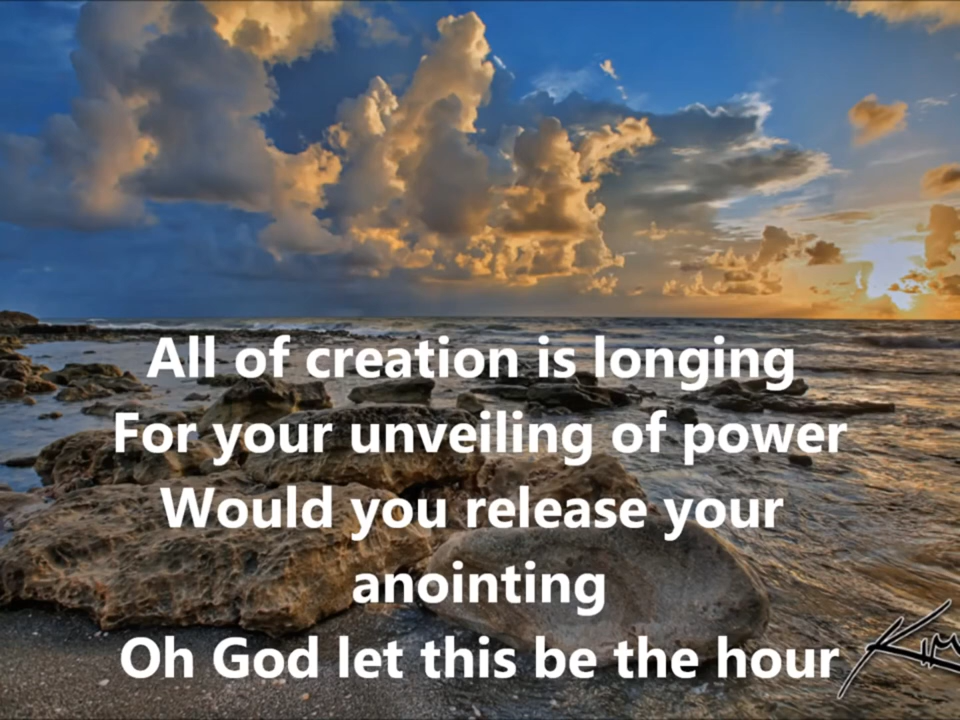 All of creation is longing
For your unveiling of power
Would you release your
anointing
Oh God let this be the hour